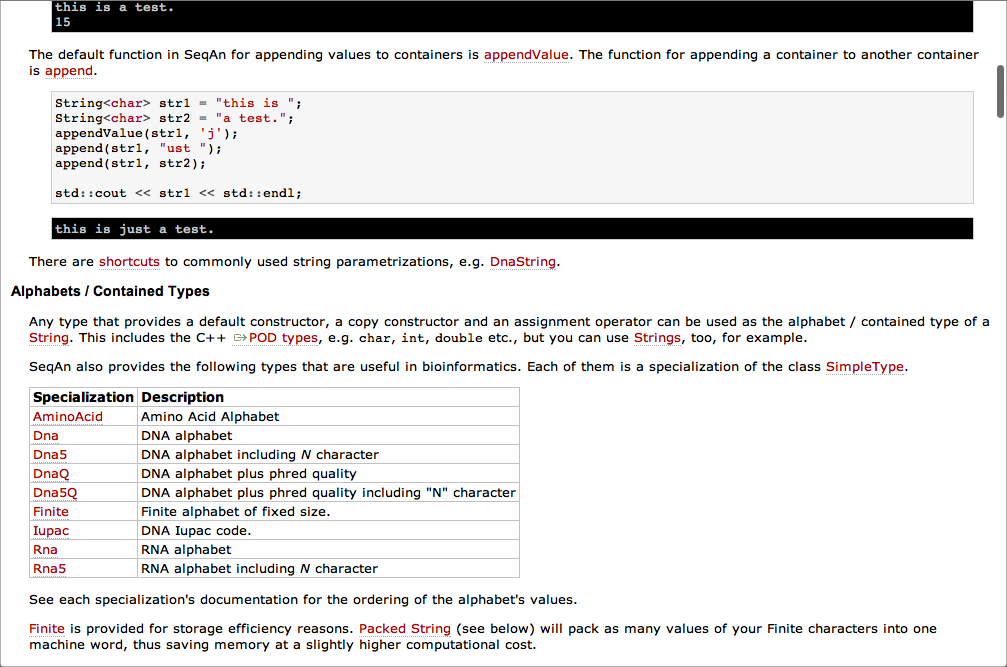 this is a test.
15
The default function in SeqAn for appending values to containers is appendValue. The function for appending a container to another container
is append.
String<char> str1 = "this is ";
String<char> str2 = "a test.";
appendValue(str1, 'j');
append(str1, "ust ");
append(str1, str2);
std::cout << str1 << std::endl;
this is just a test.
There are shortcuts to commonly used string parametrizations, e.g. DnaString.
Alphabets / Contained Types
Any type that provides a default constructor, a copy constructor and an assignment operator can be used as the alphabet / contained type of a
String. This includes the C++ POD types, e.g. char, int, double etc., but you can use Strings, too, for example.
SeqAn also provides the following types that are useful in bioinformatics. Each of them is a specialization of the class SimpleType.
Specialization Description
AminoAcid Amino Acid Alphabet
Dna DNA alphabet
Dna5 DNA alphabet including N character
DnaQ DNA alphabet plus phred quality
Dna5Q DNA alphabet plus phred quality including "N" character
Finite Finite alphabet of fixed size.
Iupac DNA Iupac code.
Rna RNA alphabet
Rna5 RNA alphabet including N character
See each specialization's documentation for the ordering of the alphabet's values.
Finite is provided for storage efficiency reasons. Packed String (see below) will pack as many values of your Finite characters into one
machine word, thus saving memory at a slightly higher computational cost.